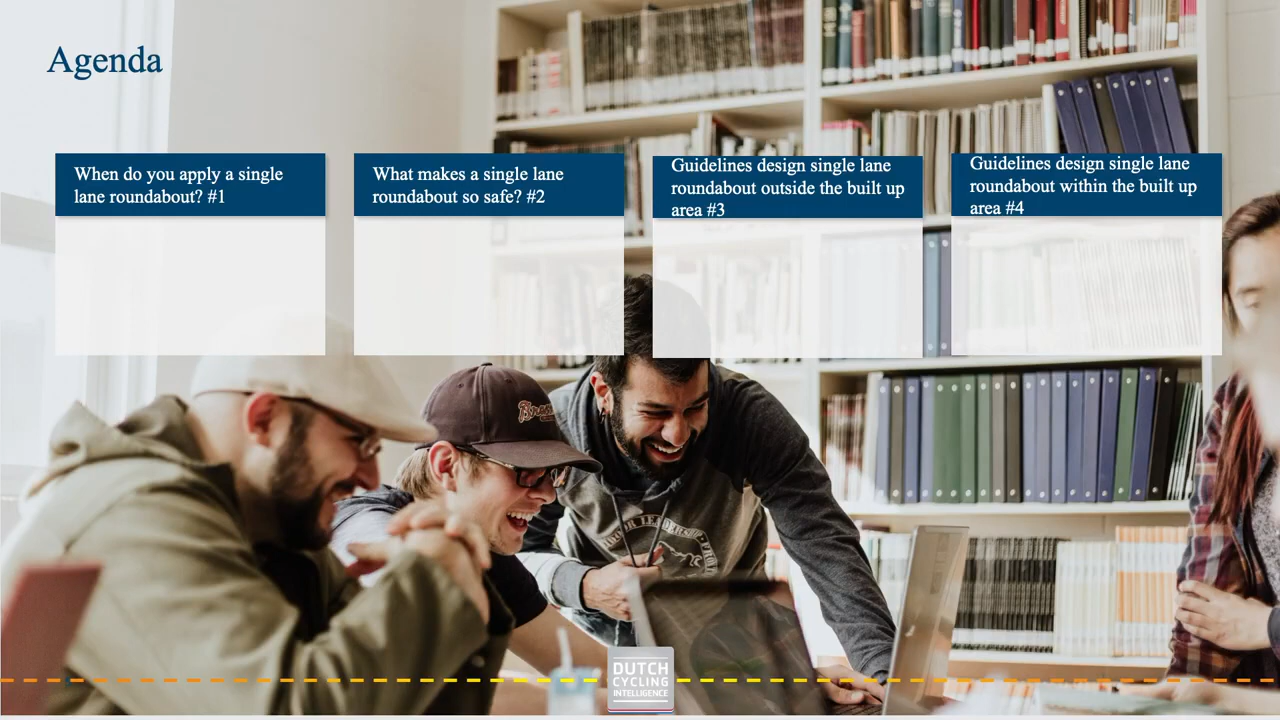 Agenda
When do you apply a single
lane roundabout? #1
What makes a single lane
roundabout so safe? #2
Guidelines design single lane
roundabout outside the built up
area #3
Guidelines design single lane
roundabout within the built up
area #4
DUTCH
CYCLING
INTELLIGENCE